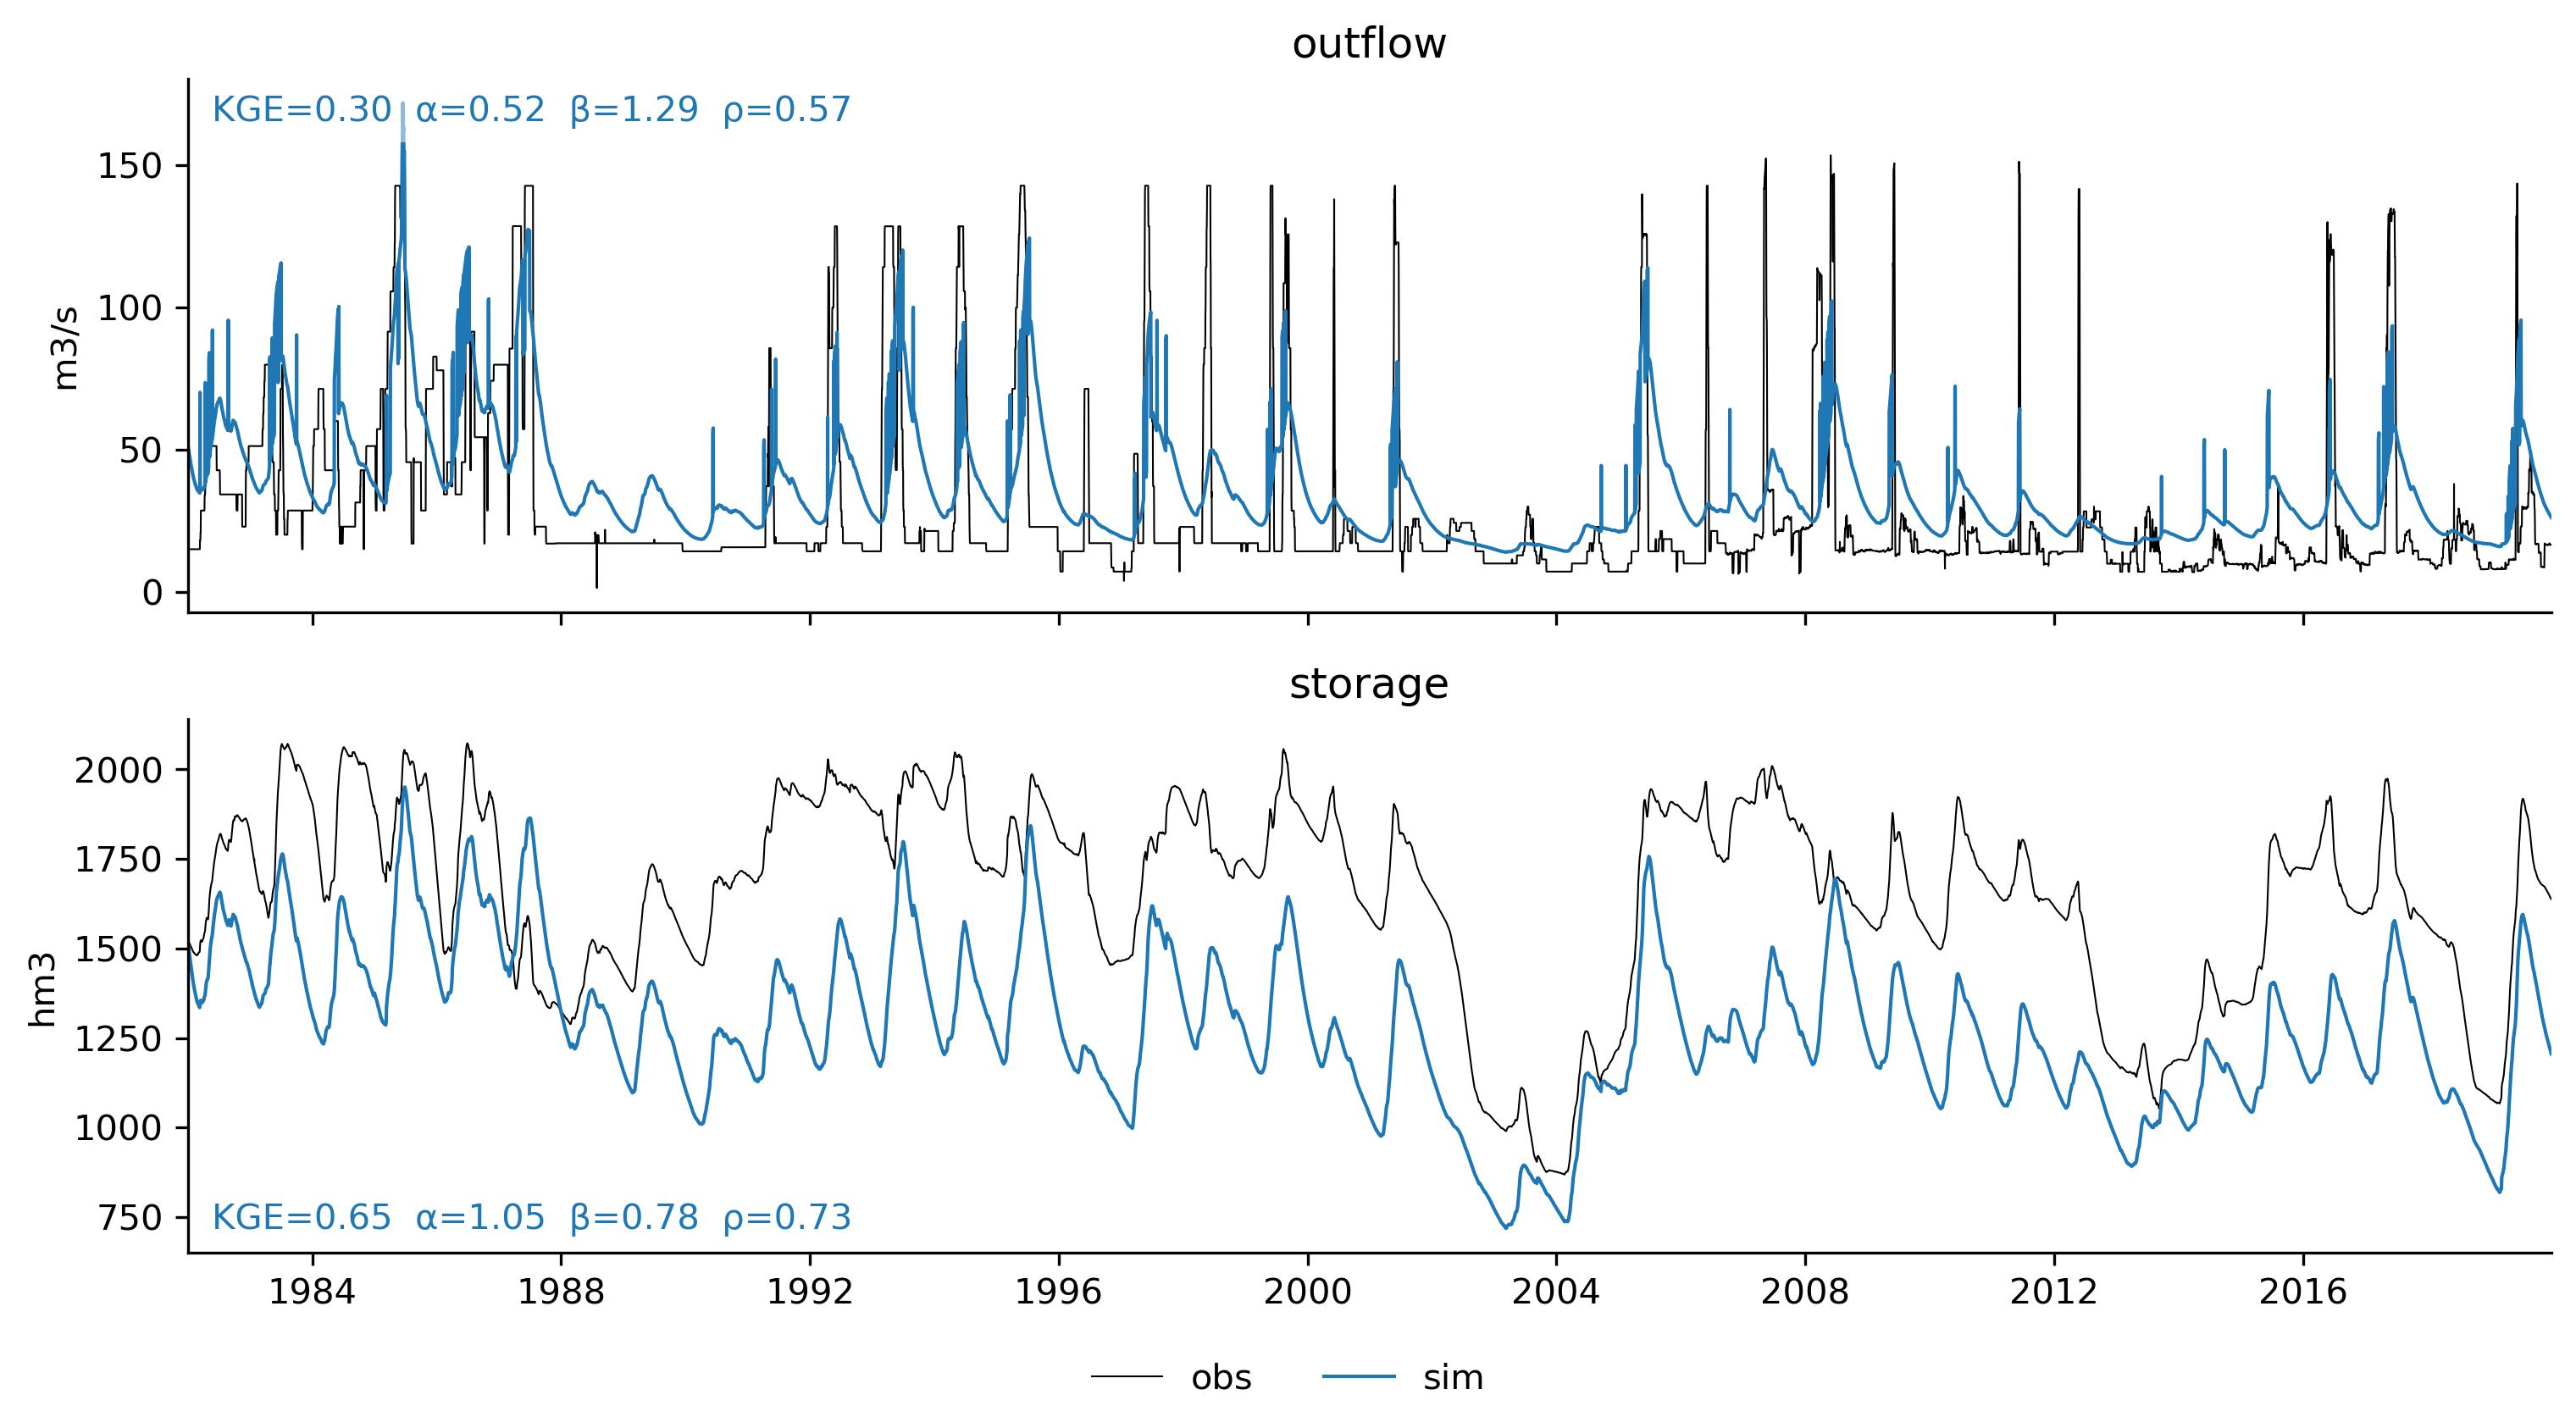 outflow
KGE=0.30 α=0.52 β=1.29 ρ=0.57
150
100
50
0
m3/s
storage
2000
1750
1500
1250
1000
750
hm3
KGE=0.65 α=1.05 β=0.78 ρ=0.73
1984 1988 1992 1996 2000 2004 2008 2012 2016
obs sim